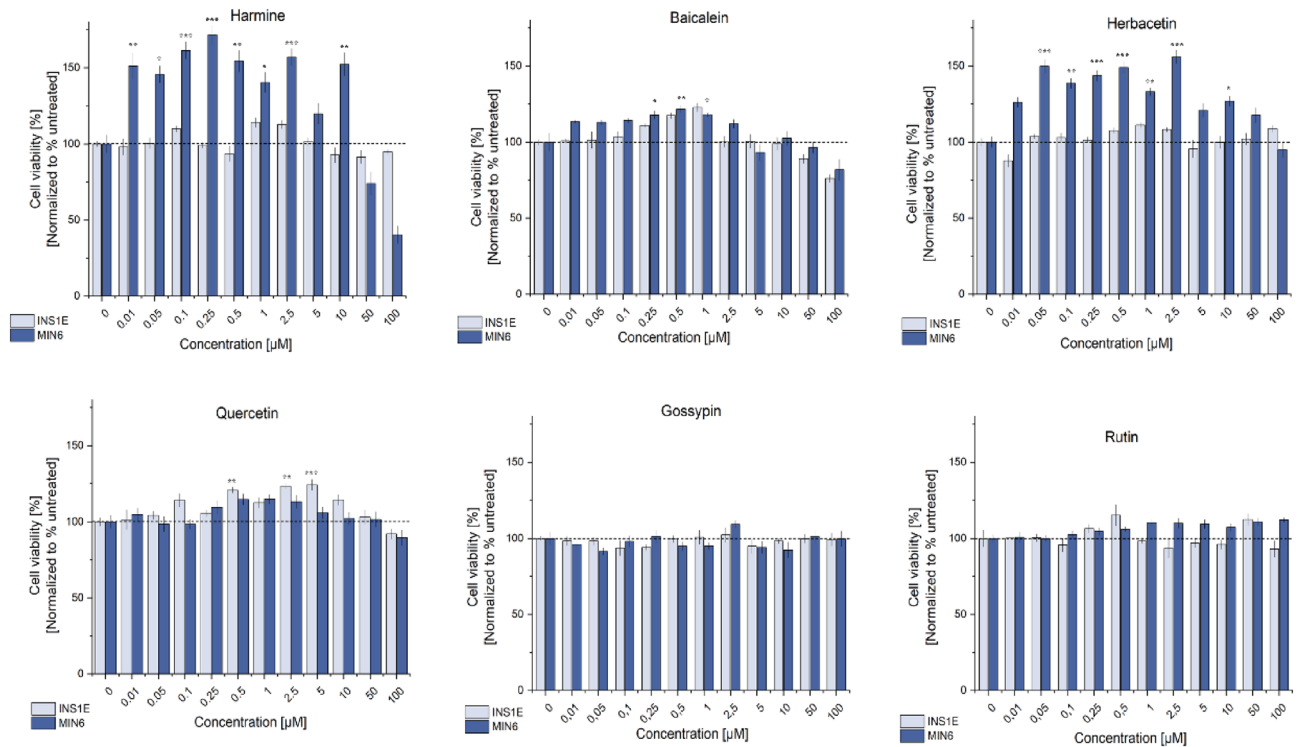 Harmine
** * *** *** ** * *** **
150
100
50
0
Cell viability [%]
[Normalized to % untreated)
0 0,01 0,05 0,1 0,25 0,5 1 2,5 5 10 50 100
INS1E
MIN6
Concentration [µM]
Baicalein
* ** *
150
100
50
0
Cell viability [%]
[Normalized to % untreated)
0 0,01 0,05 0,1 0,25 0,5 1 2,5 5 10 50 100
INS1E
MIN6
Concentration [µM]
Herbacetin
*** ** *** *** ** *** *
150
100
50
0
Cell viability [%]
[Normalized to % untreated)
0 0,01 0,05 0,1 0,25 0,5 1 2,5 5 10 50 100
INS1E
MIN6
Concentration [µM]
Quercetin
** ** ***
150
100
50
0
Cell viability [%]
[Normalized to % untreated)
0 0,01 0,05 0,1 0,25 0,5 1 2,5 5 10 50 100
INS1E
MIN6
Concentration [µM]
Gossypin
150
100
50
0
Cell viability [%]
[Normalized to % untreated)
0 0,01 0,05 0,1 0,25 0,5 1 2,5 5 10 50 100
INS1E
MIN6
Concentration [µM]
Rutin
150
100
50
0
Cell viability [%]
[Normalized to % untreated)
0 0,01 0,05 0,1 0,25 0,5 1 2,5 5 10 50 100
INS1E
MIN6
Concentration [µM]